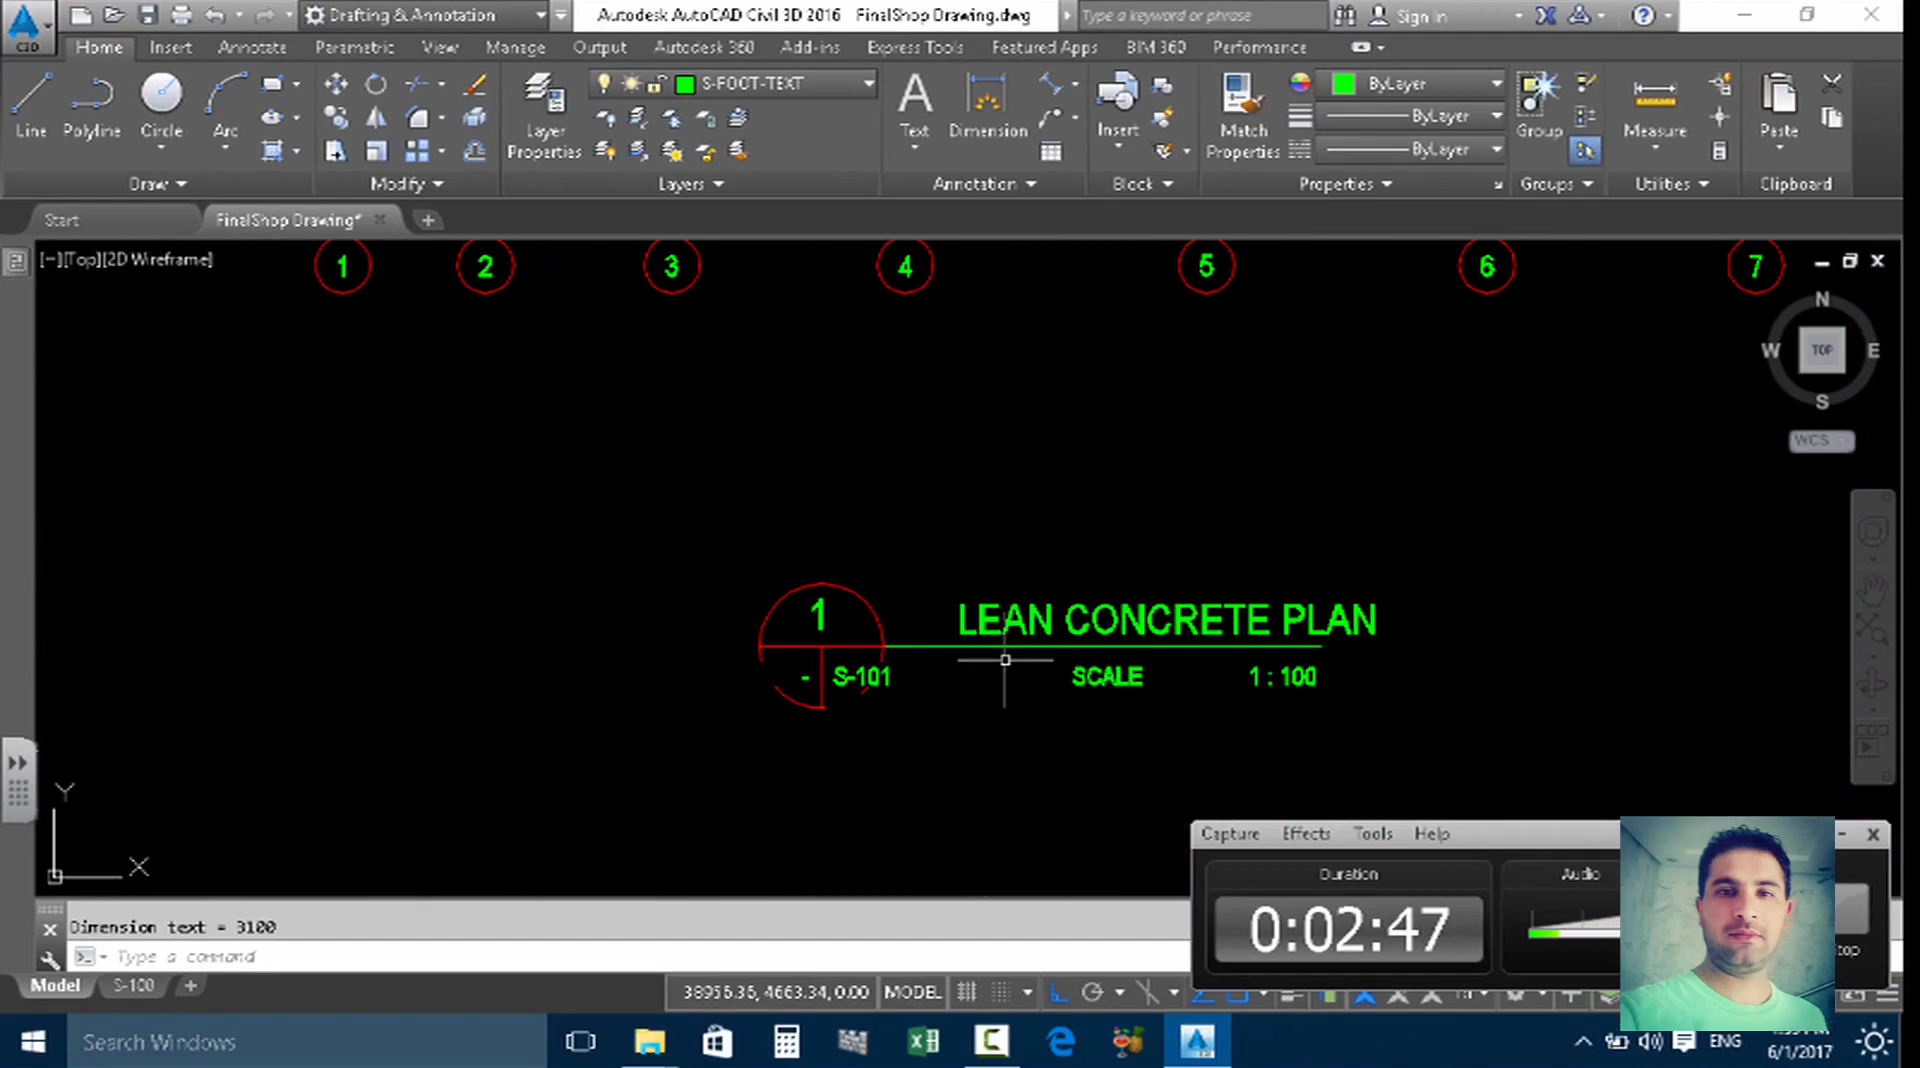 Drafting & Annotation
Autodesk AutoCAD Civil 3D 2016 FinalShop Drawing.dwg
Type a keyword or phrase
Sign In
C3D
Home Insert Annotate Parametric View Manage Output Autodesk 360 Add-ins Express Tools Featured Apps BIM 360 Performance
S-FOOT-TEXT
ByLayer
ByLayer
ByLayer
Line Polyline Circle Arc
Layer Properties
Text Dimension
Insert
Match Properties
Group
Measure
Paste
Draw Modify Layers Annotation Block Properties Groups Utilities Clipboard
Start FinalShop Drawing*
[−][Top][2D Wireframe]
1 2 3 4 5 6 7
N
W TOP E
S
WCS
1 LEAN CONCRETE PLAN
- S-101 SCALE 1 : 100
Y
X
Capture Effects Tools Help
Duration Audio
0:02:47
Dimension text = 3100
Type a command
Model S-100
38956.36, 4663.34, 0.00 MODEL
Search Windows
ENG
6/1/2017